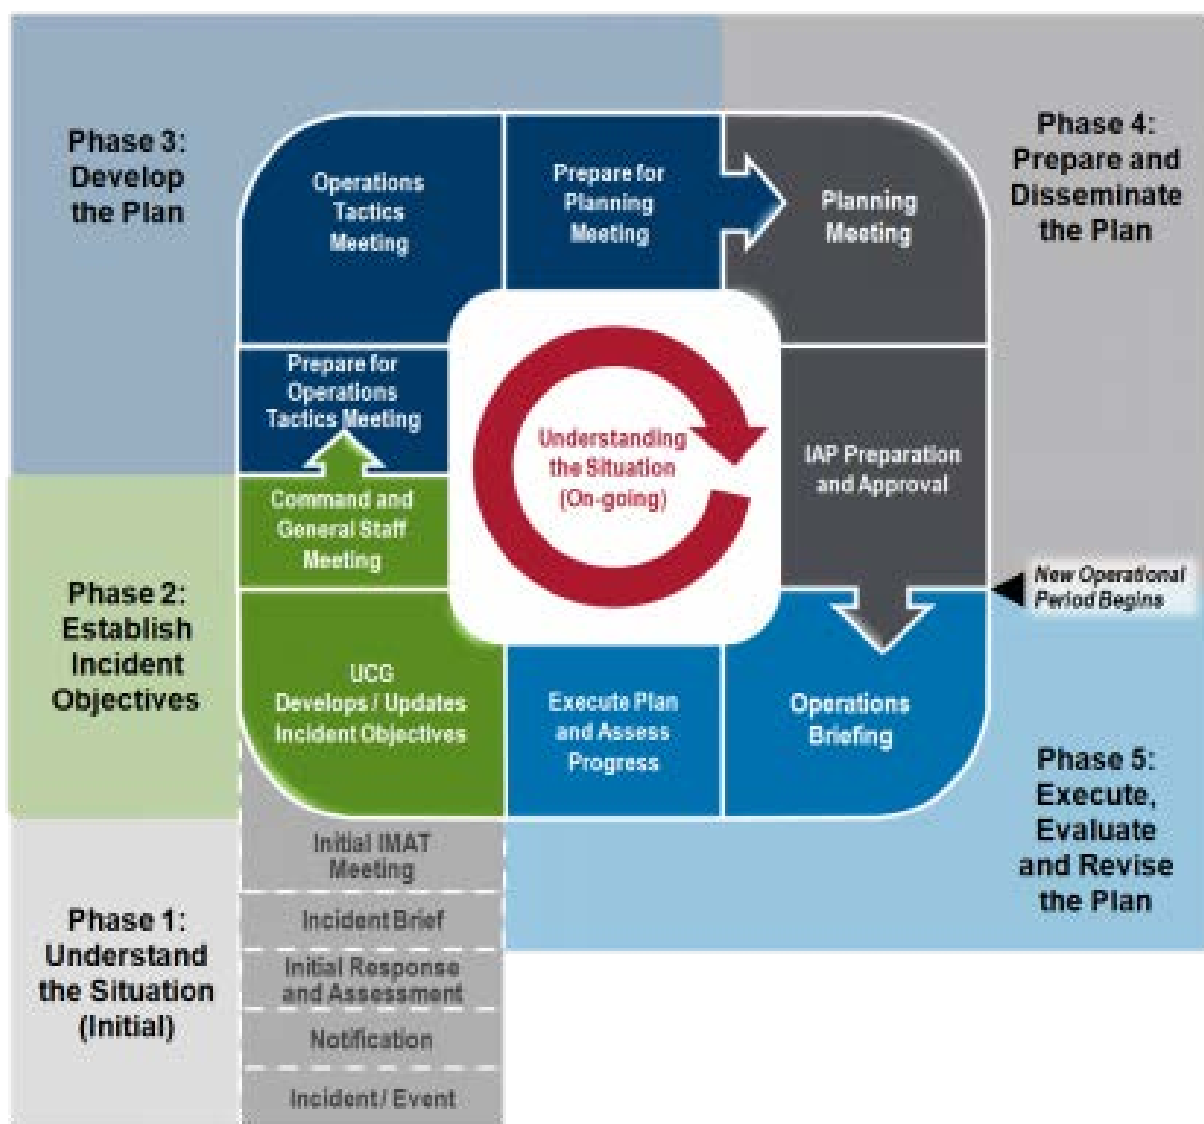 Phase 3:
Develop
the Plan
Operations
Tactics
Meeting
Prepare for
Planning
Meeting
Planning
Meeting
Phase 4:
Prepare and
Disseminate
the Plan
Prepare for
Operations
Tactics Meeting
Understanding
the Situation
(On-going)
IAP Preparation
and Approval
Command and
General Staff
Meeting
New Operational
Period Begins
Phase 2:
Establish
Incident
Objectives
UCG
Develops / Updates
Incident Objectives
Execute Plan
and Assess
Progress
Operations
Briefing
Phase 5:
Execute,
Evaluate
and Revise
the Plan
Phase 1:
Understand
the Situation
(Initial)
Initial IMAT
Meeting
Incident Brief
Initial Response
and Assessment
Notification
Incident / Event